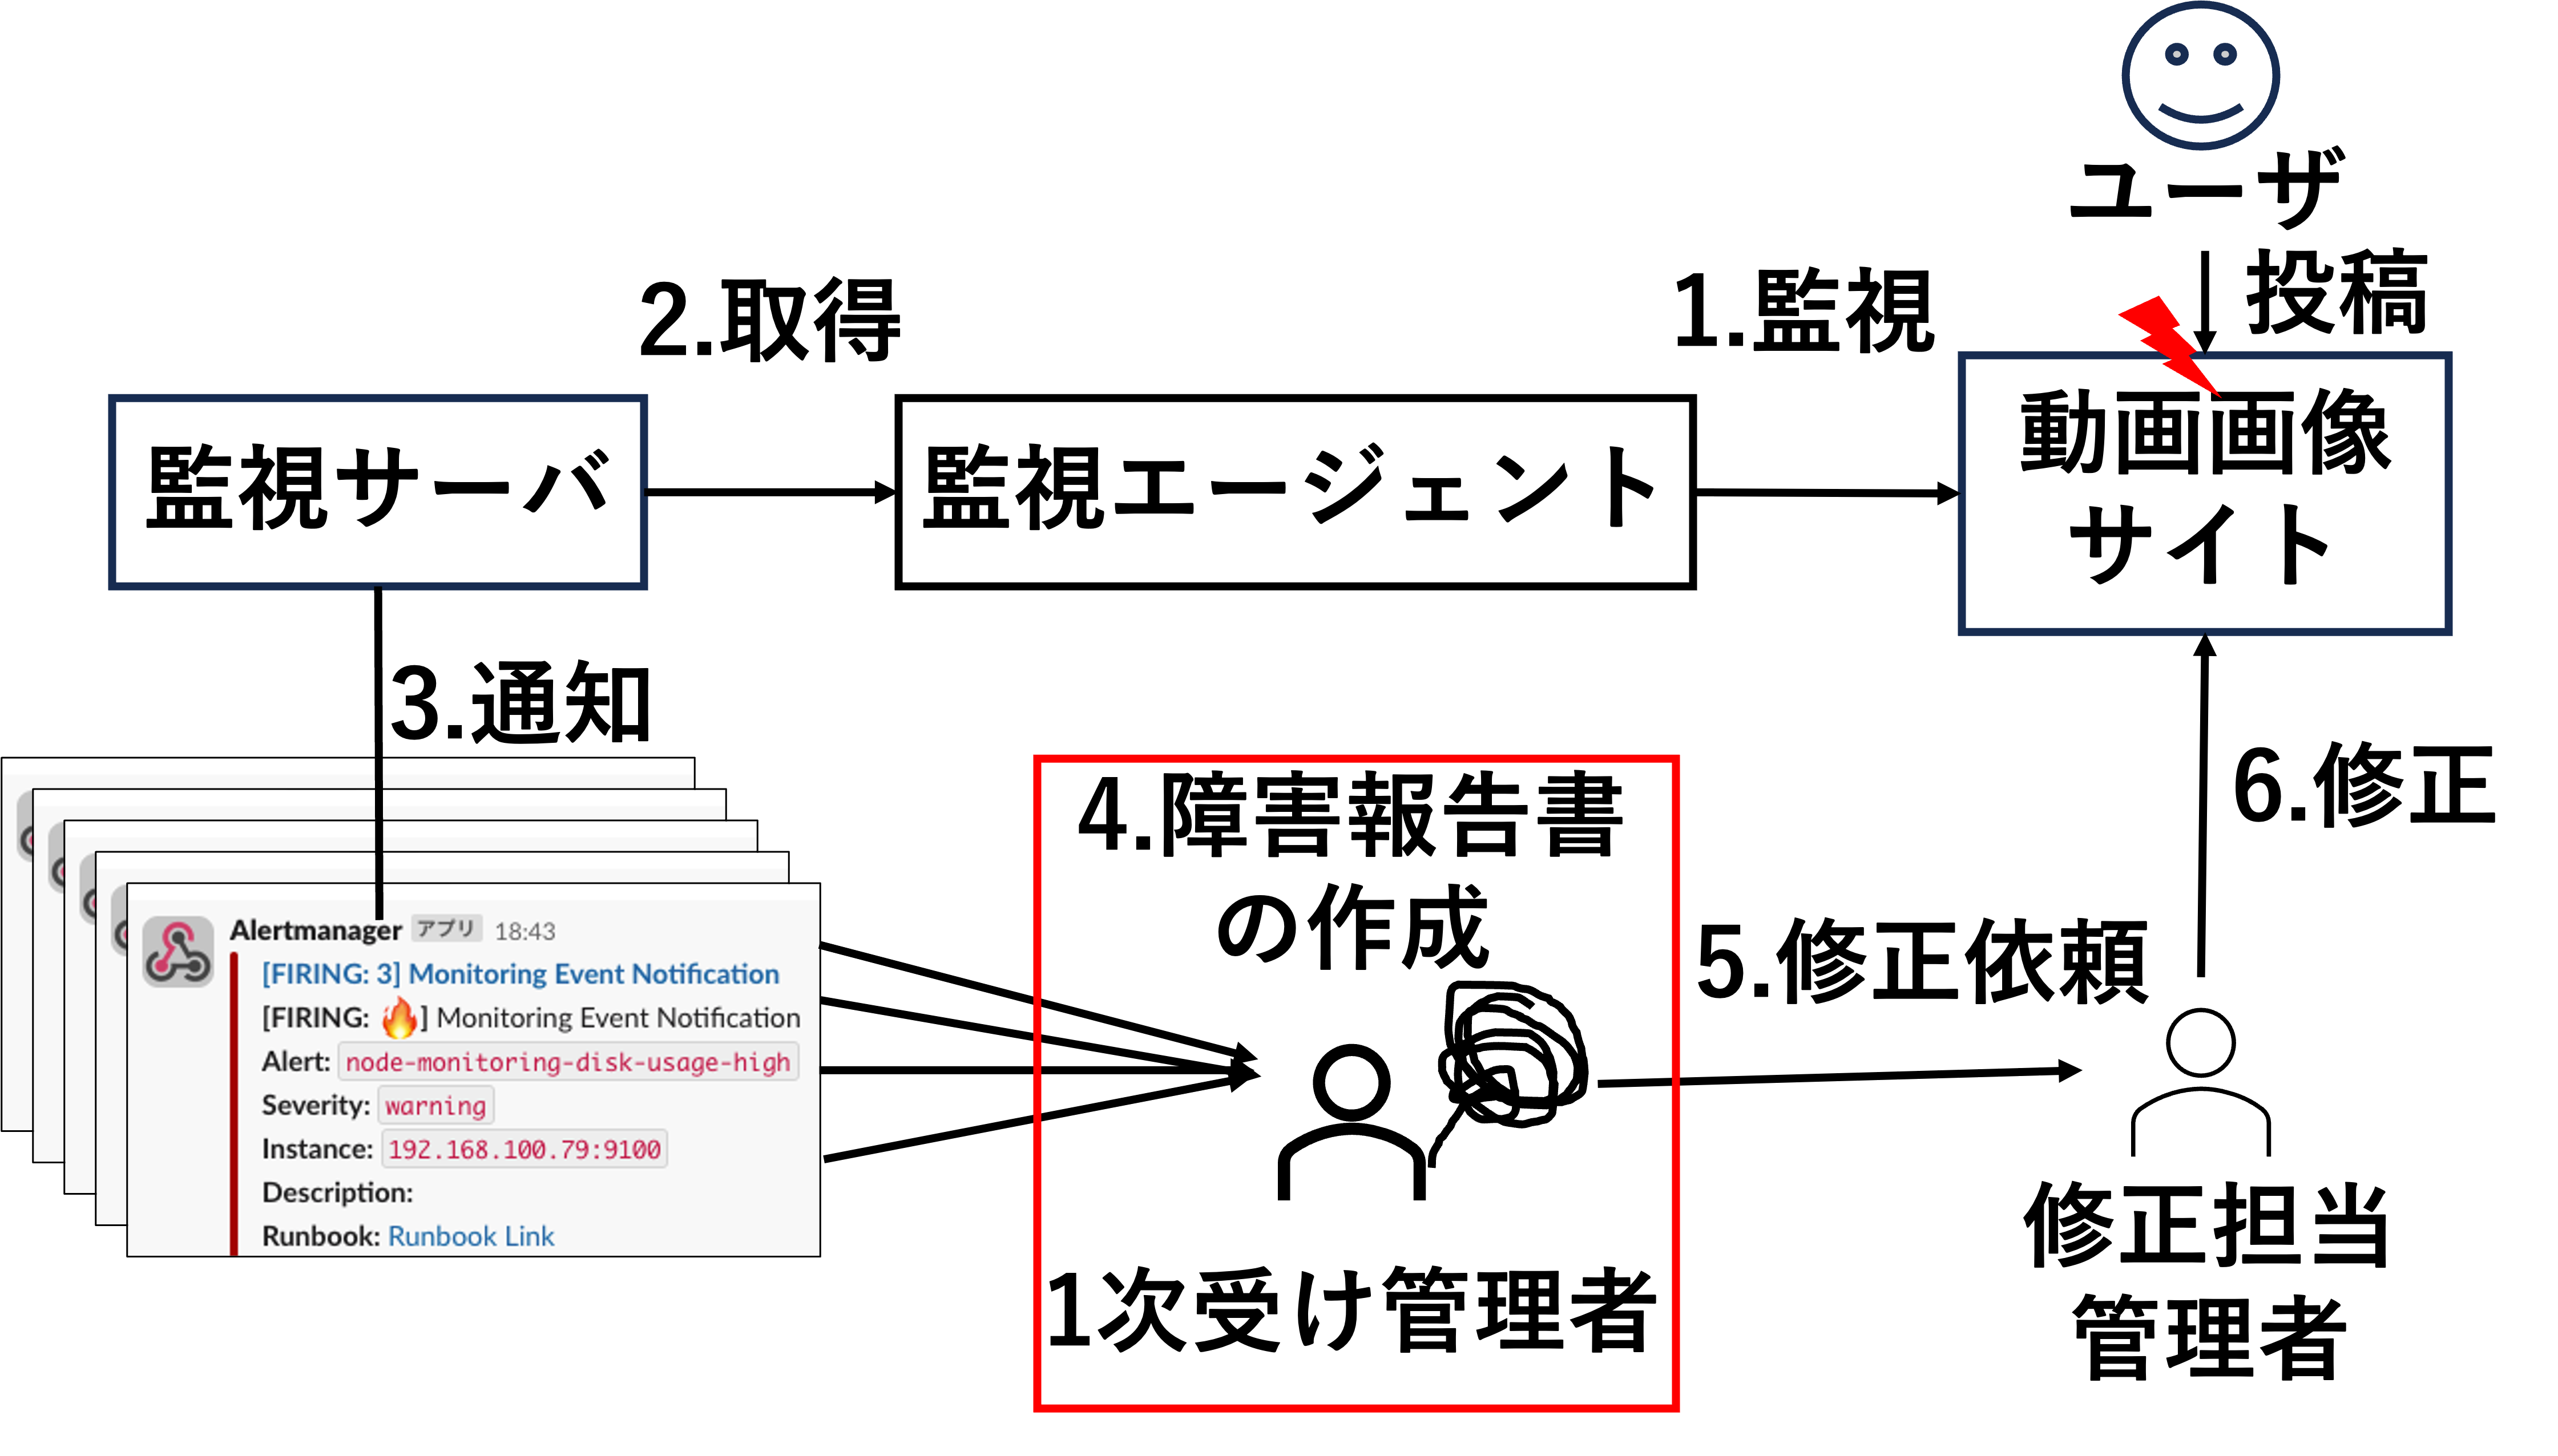 ユーザ
投稿
2.取得
1.監視
監視サーバ
監視エージェント
動画画像
サイト
3.通知
4.障害報告書
の作成
6.修正
Alertmanager アプリ 18:43
[FIRING: 3] Monitoring Event Notification
[FIRING: 🔥] Monitoring Event Notification
Alert: node-monitoring-disk-usage-high
Severity: warning
Instance: 192.168.100.79:9100
Description:
Runbook: Runbook Link
5.修正依頼
1次受け管理者
修正担当
管理者